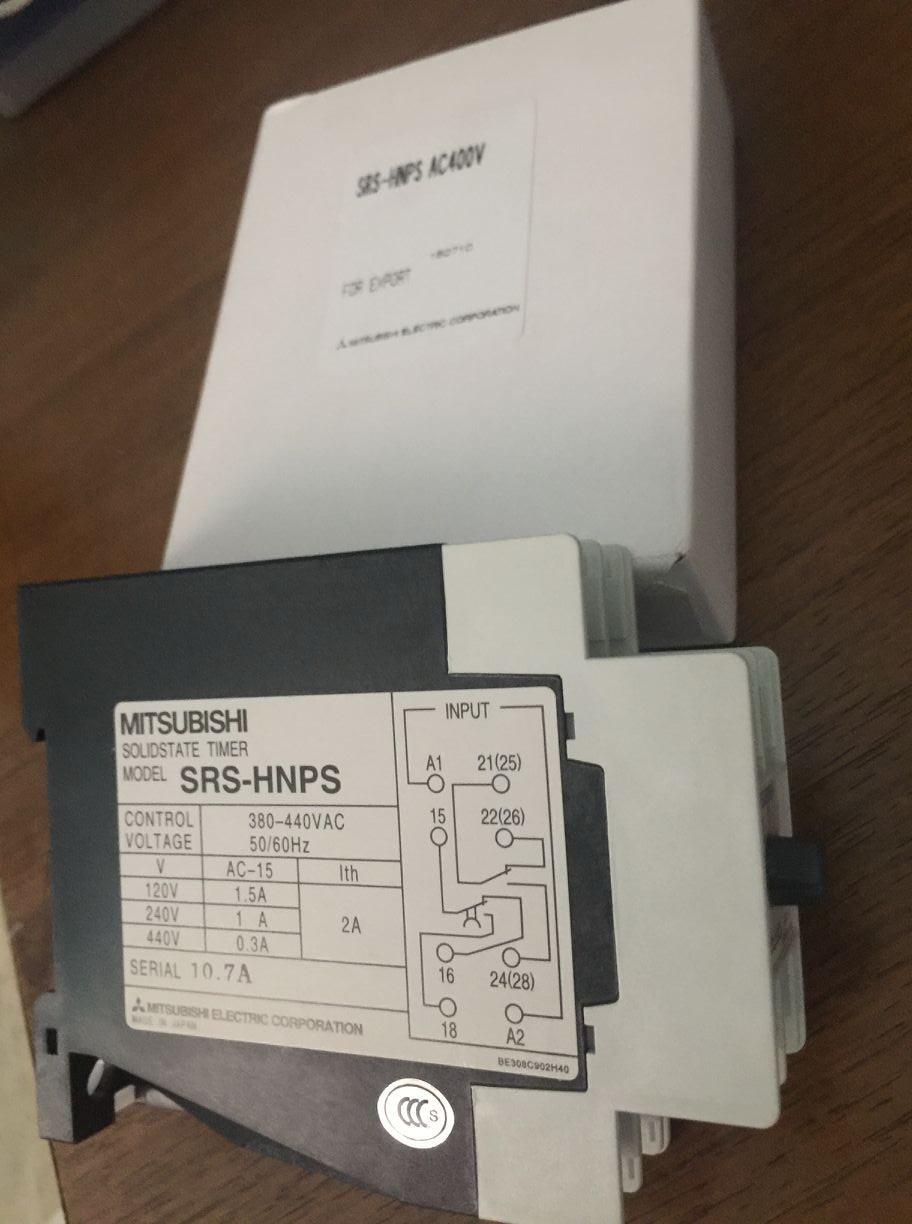 SRS-HNPS AC400V
FOR EXPORT
MITSUBISHI ELECTRIC CORPORATION
MITSUBISHI
SOLIDSTATE TIMER
MODEL SRS-HNPS
CONTROL VOLTAGE 380-440VAC 50/60Hz
V AC-15 Ith
120V 1.5A
240V 1 A 2A
440V 0.3A
SERIAL 10.7A
MITSUBISHI ELECTRIC CORPORATION
MADE IN JAPAN
INPUT
A1 21(25)
15 22(26)
16 24(28)
18 A2
BE308C902H40
CCC S